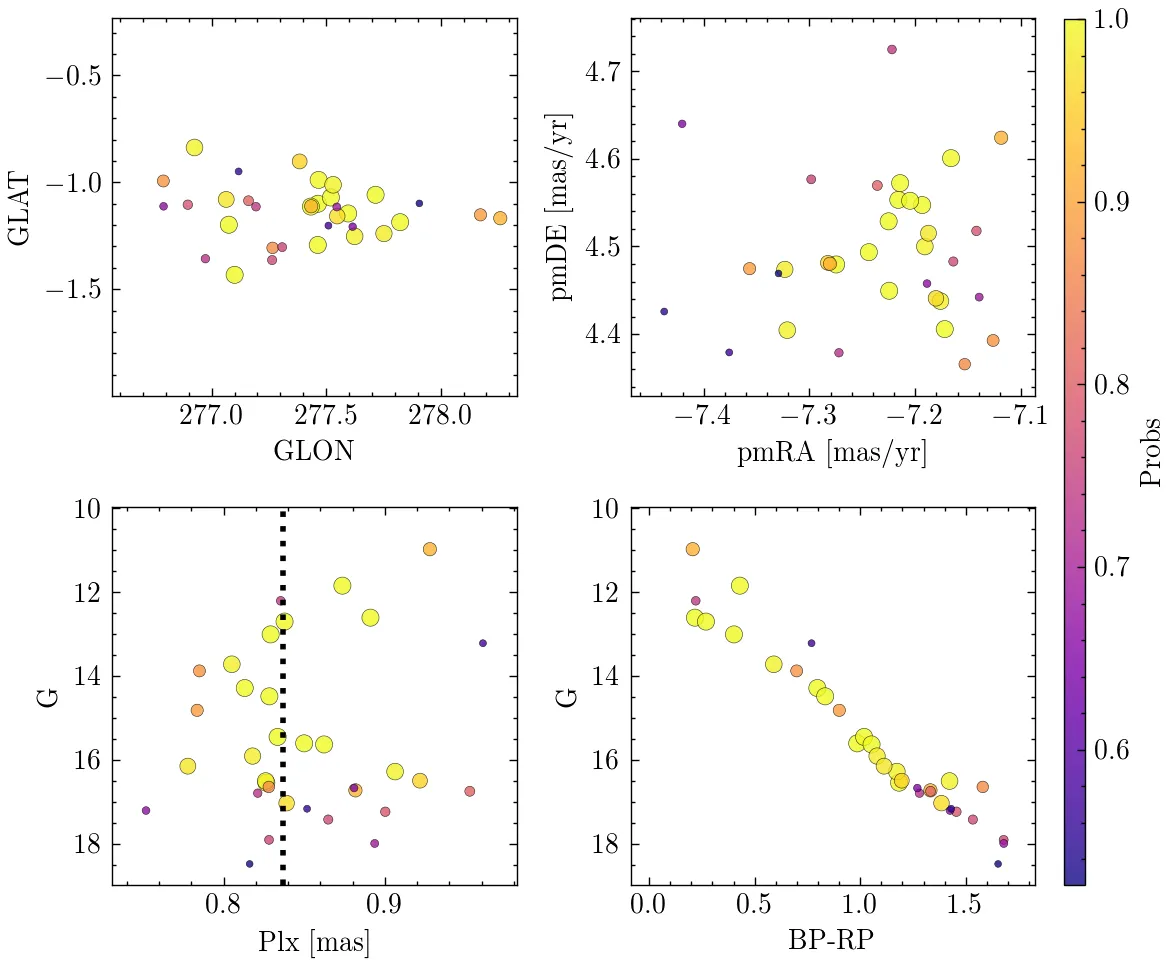 −0.5
−1.0
−1.5
GLAT
277.0 277.5 278.0
GLON
4.7
4.6
4.5
4.4
pmDE [mas/yr]
−7.4 −7.3 −7.2 −7.1
pmRA [mas/yr]
10
12
14
16
18
G
0.8 0.9
Plx [mas]
10
12
14
16
18
G
0.0 0.5 1.0 1.5
BP-RP
1.0
0.9
0.8
0.7
0.6
Probs